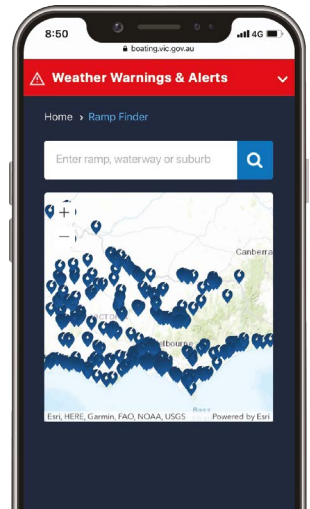 8:50
4G
boating.vic.gov.au
Weather Warnings & Alerts
Home › Ramp Finder
Enter ramp, waterway or suburb
+
−
Canberra
Esri, HERE, Garmin, FAO, NOAA, USGS Powered by Esri